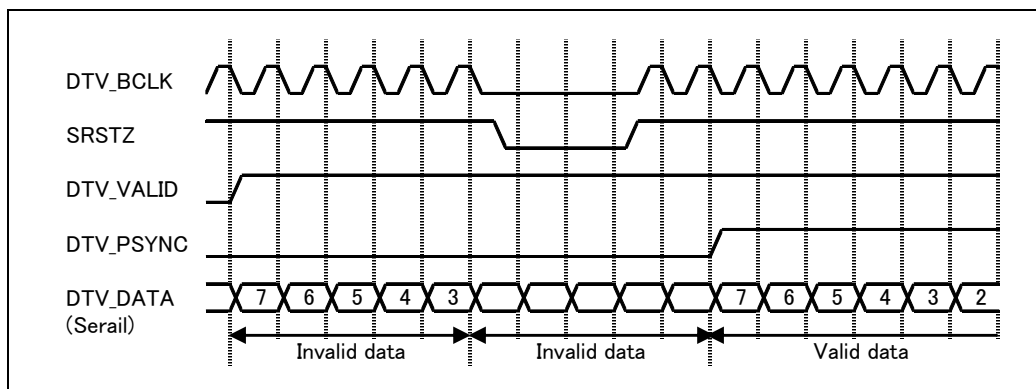 DTV_BCLK
SRSTZ
DTV_VALID
DTV_PSYNC
DTV_DATA 7 6 5 4 3 7 6 5 4 3 2
(Serail)
Invalid data Invalid data Valid data